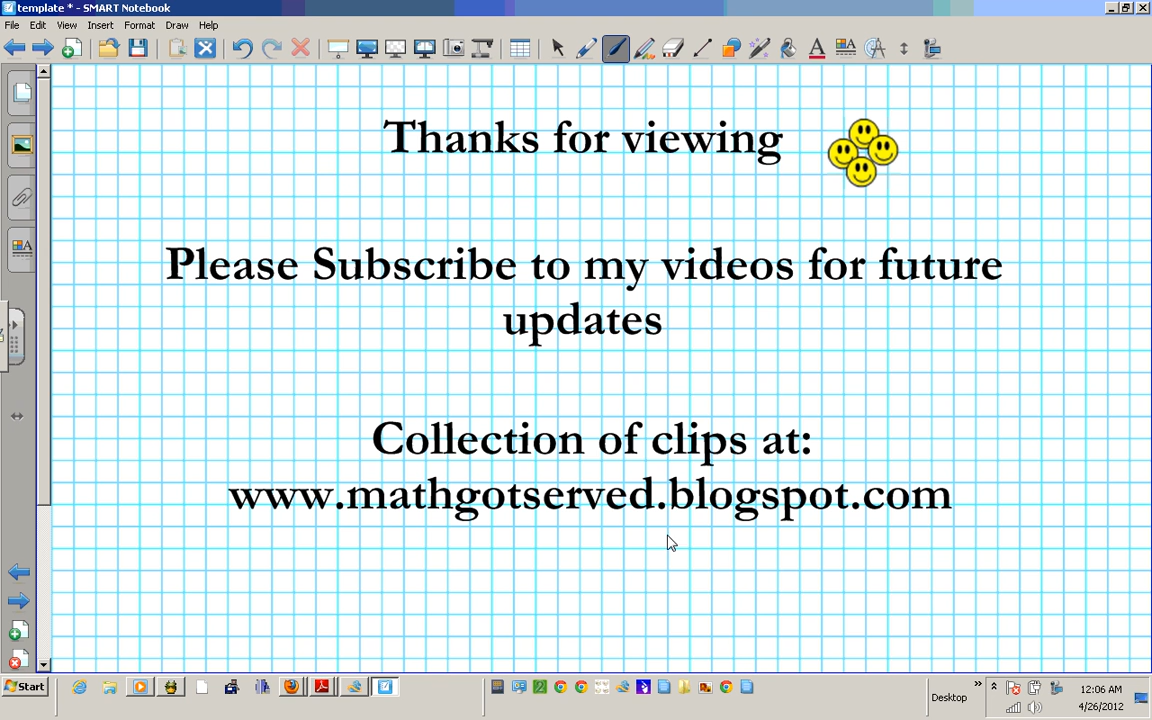 template * - SMART Notebook
File Edit View Insert Format Draw Help
Thanks for viewing
Please Subscribe to my videos for future
updates
Collection of clips at:
www.mathgotserved.blogspot.com
Start
Desktop
12:06 AM
4/26/2012